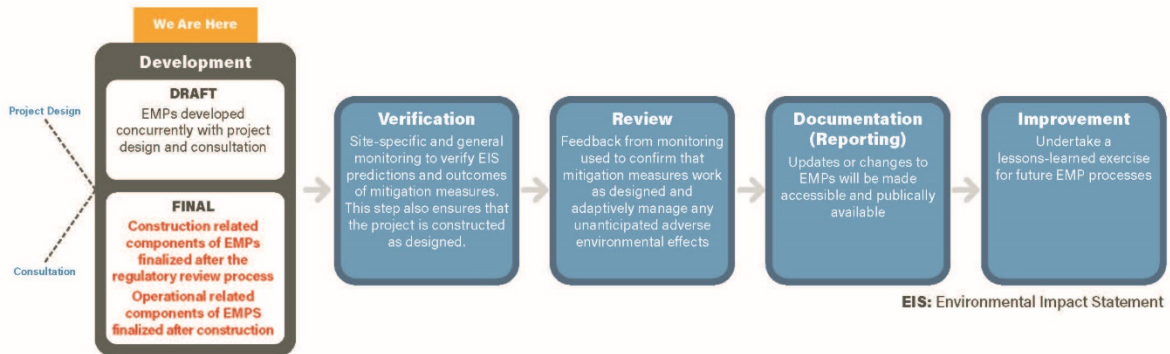 We Are Here
Development
DRAFT
EMPs developed
concurrently with project
design and consultation
FINAL
Construction related
components of EMPs
finalized after the
regulatory review process
Operational related
components of EMPS
finalized after construction
Project Design
Consultation
Verification
Site-specific and general
monitoring to verify EIS
predictions and outcomes
of mitigation measures.
This step also ensures that
the project is constructed
as designed.
Review
Feedback from monitoring
used to confirm that
mitigation measures work
as designed and
adaptively manage any
unanticipated adverse
environmental effects
Documentation
(Reporting)
Updates or changes to
EMPs will be made
accessible and publically
available
Improvement
Undertake a
lessons-learned exercise
for future EMP processes
EIS: Environmental Impact Statement